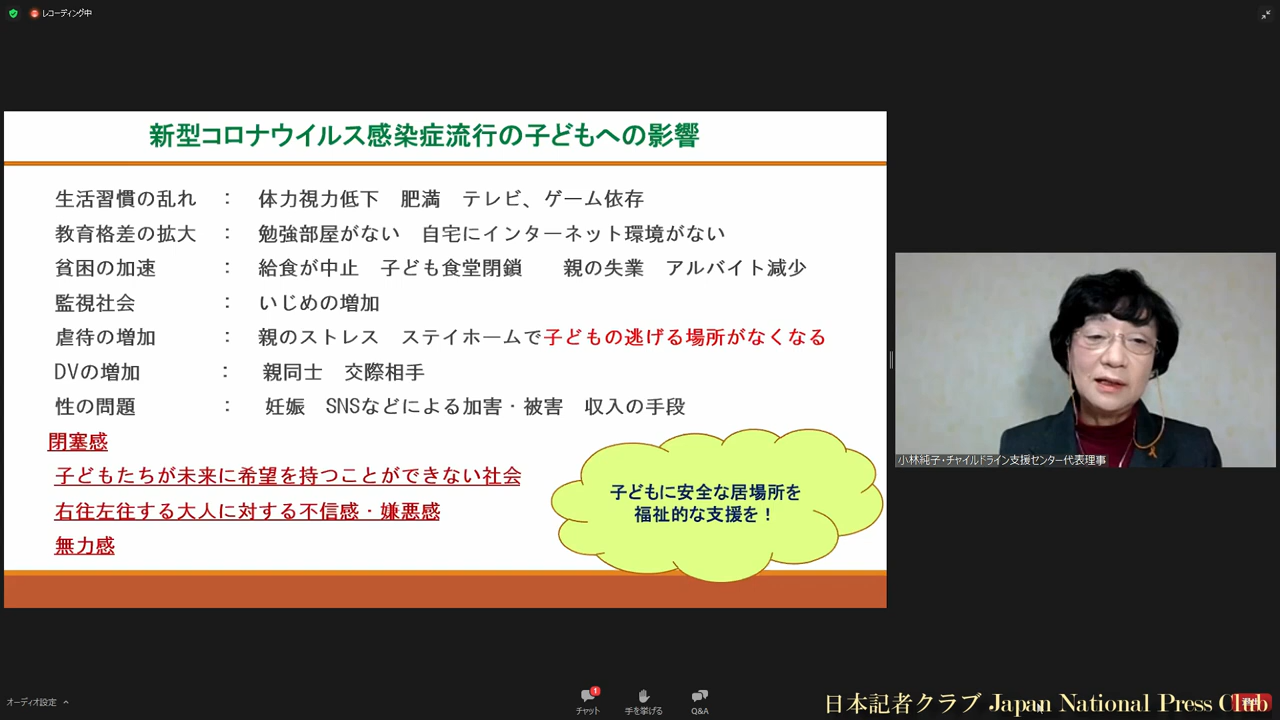 レコーディング中
新型コロナウイルス感染症流行の子どもへの影響
生活習慣の乱れ ： 体力視力低下 肥満 テレビ、ゲーム依存
教育格差の拡大 ： 勉強部屋がない 自宅にインターネット環境がない
貧困の加速 ： 給食が中止 子ども食堂閉鎖 親の失業 アルバイト減少
監視社会 ： いじめの増加
虐待の増加 ： 親のストレス ステイホームで子どもの逃げる場所がなくなる
DVの増加 ： 親同士 交際相手
性の問題 ： 妊娠 SNSなどによる加害・被害 収入の手段
閉塞感
子どもたちが未来に希望を持つことができない社会
右往左往する大人に対する不信感・嫌悪感
無力感
子どもに安全な居場所を
福祉的な支援を！
小林純子・チャイルドライン支援センター代表理事
オーディオ設定
1
チャット
手を挙げる
Q&A
日本記者クラブ Japan National Press Club